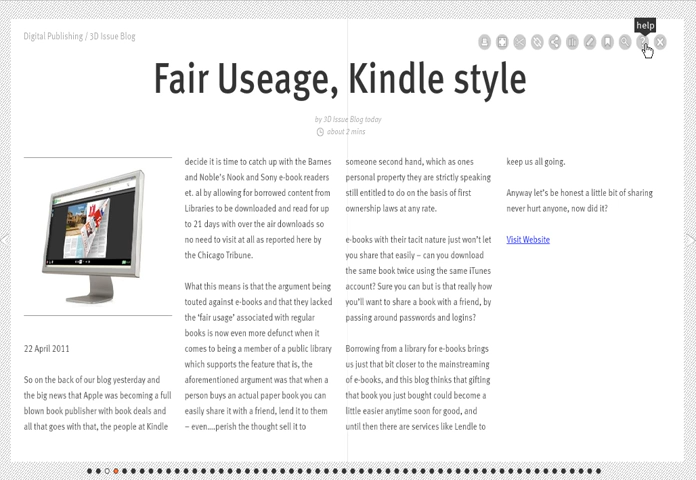 help
Digital Publishing / 3D Issue Blog
Fair Useage, Kindle style
by 3D Issue Blog today
about 2 mins
22 April 2011
So on the back of our blog yesterday and
the big news that Apple was becoming a full
blown book publisher with book deals and
all that goes with that, the people at Kindle
decide it is time to catch up with the Barnes
and Noble's Nook and Sony e-book readers
et. al by allowing for borrowed content from
Libraries to be downloaded and read for up
to 21 days with over the air downloads so
no need to visit at all as reported here by
the Chicago Tribune.
What this means is that the argument being
touted against e-books and that they lacked
the 'fair usage' associated with regular
books is now even more defunct when it
comes to being a member of a public library
which supports the feature that is, the
aforementioned argument was that when a
person buys an actual paper book you can
easily share it with a friend, lend it to them
– even....perish the thought sell it to
someone second hand, which as ones
personal property they are strictly speaking
still entitled to do on the basis of first
ownership laws at any rate.
e-books with their tacit nature just won't let
you share that easily – can you download
the same book twice using the same iTunes
account? Sure you can but is that really how
you'll want to share a book with a friend, by
passing around passwords and logins?
Borrowing from a library for e-books brings
us just that bit closer to the mainstreaming
of e-books, and this blog thinks that gifting
that book you just bought could become a
little easier anytime soon for good, and
until then there are services like Lendle to
keep us all going.
Anyway let's be honest a little bit of sharing
never hurt anyone, now did it?
Visit Website